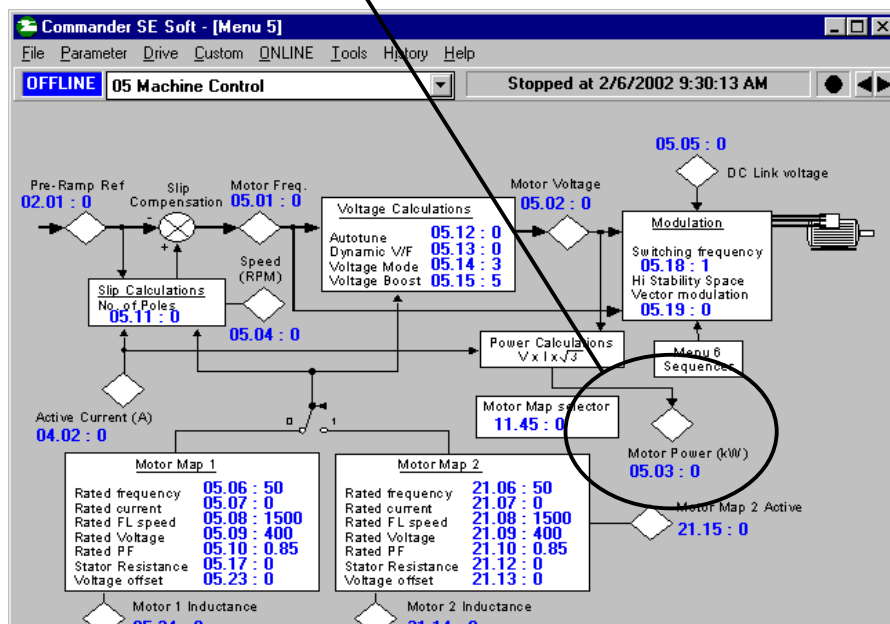 Commander SE Soft - [Menu 5]
File Parameter Drive Custom ONLINE Tools History Help
OFFLINE 05 Machine Control Stopped at 2/6/2002 9:30:13 AM
05.05 : 0
DC Link voltage
Pre-Ramp Ref
02.01 : 0
Slip
Compensation
Motor Freq.
05.01 : 0
Motor Voltage
05.02 : 0
Voltage Calculations
Autotune 05.12 : 0
Dynamic V/F 05.13 : 0
Voltage Mode 05.14 : 3
Voltage Boost 05.15 : 5
Modulation
Switching frequency
05.18 : 1
Hi Stability Space
Vector modulation
05.19 : 0
-
+
Speed
(RPM)
05.04 : 0
Slip Calculations
No. of Poles
05.11 : 0
Power Calculations
V x I x √3
Menu 6
Sequences
Active Current (A)
04.02 : 0
0 1
Motor Map selector
11.45 : 0
Motor Power (kW)
05.03 : 0
Motor Map 1
Rated frequency 05.06 : 50
Rated current 05.07 : 0
Rated FL speed 05.08 : 1500
Rated Voltage 05.09 : 400
Rated PF 05.10 : 0.85
Stator Resistance 05.17 : 0
Voltage offset 05.23 : 0
Motor Map 2
Rated frequency 21.06 : 50
Rated current 21.07 : 0
Rated FL speed 21.08 : 1500
Rated Voltage 21.09 : 400
Rated PF 21.10 : 0.85
Stator Resistance 21.12 : 0
Voltage offset 21.13 : 0
Motor Map 2 Active
21.15 : 0
Motor 1 Inductance
05.24 : 0
Motor 2 Inductance
21.14 : 0